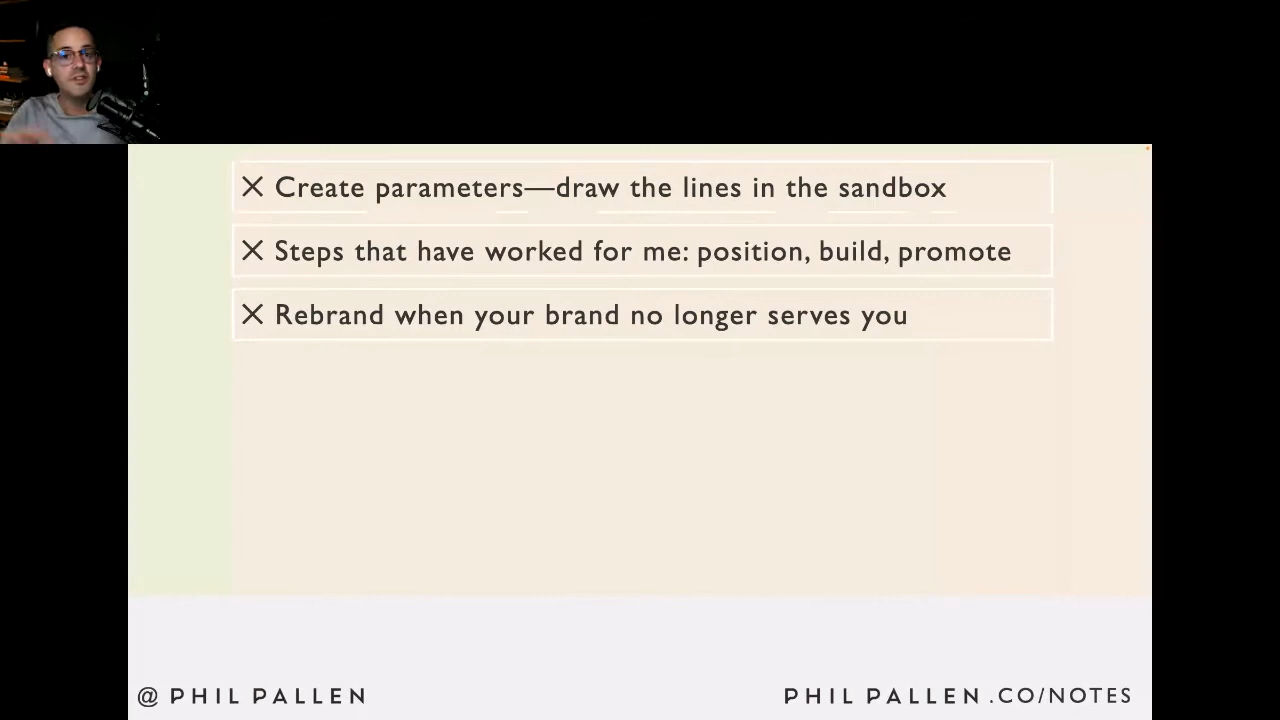 × Create parameters—draw the lines in the sandbox
× Steps that have worked for me: position, build, promote
× Rebrand when your brand no longer serves you
@PHIL PALLEN
PHIL PALLEN.CO/NOTES